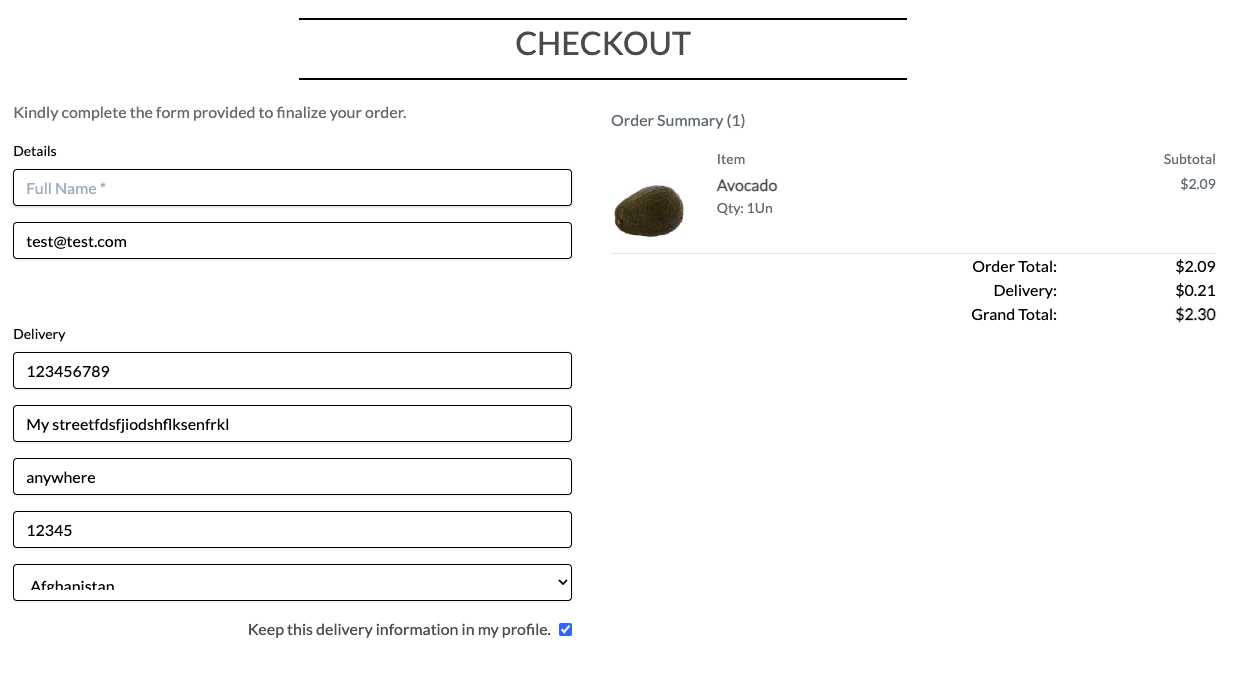 CHECKOUT
Kindly complete the form provided to finalize your order.
Details
Full Name *
test@test.com
Delivery
123456789
My streetfdsfjiodshflksenfrkl
anywhere
12345
Afghanistan
Keep this delivery information in my profile.
Order Summary (1)
Item Subtotal
Avocado $2.09
Qty: 1Un
Order Total: $2.09
Delivery: $0.21
Grand Total: $2.30